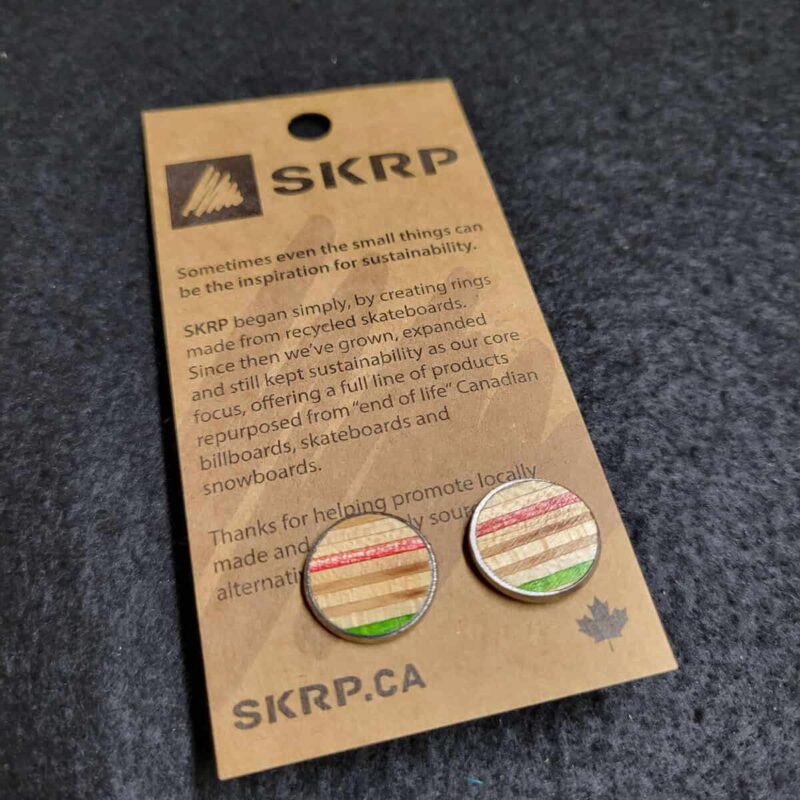 SKRP
Sometimes even the small things can
be the inspiration for sustainability.
SKRP began simply, by creating rings
made from recycled skateboards.
Since then we've grown, expanded
and still kept sustainability as our core
focus, offering a full line of products
repurposed from "end of life" Canadian
billboards, skateboards and
snowboards.
Thanks for helping promote locally
made and
alternati
SKRP.CA